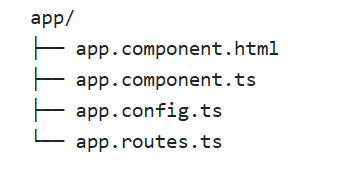 app/
├── app.component.html
├── app.component.ts
├── app.config.ts
└── app.routes.ts